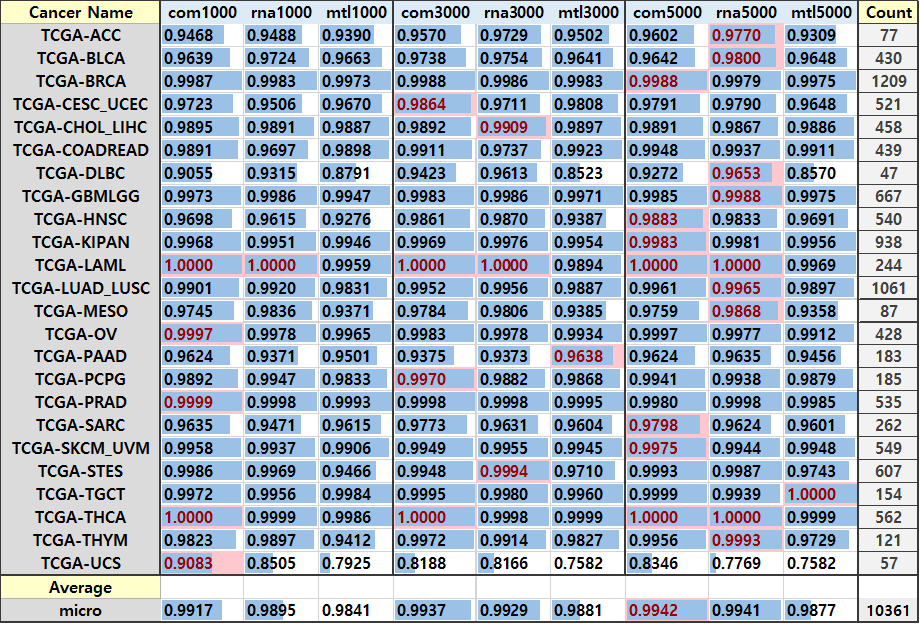 Cancer Name com1000 rna1000 mtl1000 com3000 rna3000 mtl3000 com5000 rna5000 mtl5000 Count
TCGA-ACC 0.9468 0.9488 0.9390 0.9570 0.9729 0.9502 0.9602 0.9770 0.9309 77
TCGA-BLCA 0.9639 0.9724 0.9663 0.9738 0.9754 0.9641 0.9642 0.9800 0.9648 430
TCGA-BRCA 0.9987 0.9983 0.9973 0.9988 0.9986 0.9983 0.9988 0.9979 0.9975 1209
TCGA-CESC_UCEC 0.9723 0.9506 0.9670 0.9864 0.9711 0.9808 0.9791 0.9790 0.9648 521
TCGA-CHOL_LIHC 0.9895 0.9891 0.9887 0.9892 0.9909 0.9897 0.9891 0.9867 0.9886 458
TCGA-COADREAD 0.9891 0.9697 0.9898 0.9911 0.9737 0.9923 0.9948 0.9937 0.9911 439
TCGA-DLBC 0.9055 0.9315 0.8791 0.9423 0.9613 0.8523 0.9272 0.9653 0.8570 47
TCGA-GBMLGG 0.9973 0.9986 0.9947 0.9983 0.9986 0.9971 0.9985 0.9988 0.9975 667
TCGA-HNSC 0.9698 0.9615 0.9276 0.9861 0.9870 0.9387 0.9883 0.9833 0.9691 540
TCGA-KIPAN 0.9968 0.9951 0.9946 0.9969 0.9976 0.9954 0.9983 0.9981 0.9956 938
TCGA-LAML 1.0000 1.0000 0.9959 1.0000 1.0000 0.9894 1.0000 1.0000 0.9969 244
TCGA-LUAD_LUSC 0.9901 0.9920 0.9831 0.9952 0.9956 0.9887 0.9961 0.9965 0.9897 1061
TCGA-MESO 0.9745 0.9836 0.9371 0.9784 0.9806 0.9385 0.9759 0.9868 0.9358 87
TCGA-OV 0.9997 0.9978 0.9965 0.9983 0.9978 0.9934 0.9997 0.9977 0.9912 428
TCGA-PAAD 0.9624 0.9371 0.9501 0.9375 0.9373 0.9638 0.9624 0.9635 0.9456 183
TCGA-PCPG 0.9892 0.9947 0.9833 0.9970 0.9882 0.9868 0.9941 0.9938 0.9879 185
TCGA-PRAD 0.9999 0.9998 0.9993 0.9998 0.9998 0.9995 0.9980 0.9998 0.9985 535
TCGA-SARC 0.9635 0.9471 0.9615 0.9773 0.9631 0.9604 0.9798 0.9624 0.9601 262
TCGA-SKCM_UVM 0.9958 0.9937 0.9906 0.9949 0.9955 0.9945 0.9975 0.9944 0.9948 549
TCGA-STES 0.9986 0.9969 0.9466 0.9948 0.9994 0.9710 0.9993 0.9987 0.9743 607
TCGA-TGCT 0.9972 0.9956 0.9984 0.9995 0.9980 0.9960 0.9999 0.9939 1.0000 154
TCGA-THCA 1.0000 0.9999 0.9986 1.0000 0.9998 0.9999 1.0000 1.0000 0.9999 562
TCGA-THYM 0.9823 0.9897 0.9412 0.9972 0.9914 0.9827 0.9956 0.9993 0.9729 121
TCGA-UCS 0.9083 0.8505 0.7925 0.8188 0.8166 0.7582 0.8346 0.7769 0.7582 57
Average
micro 0.9917 0.9895 0.9841 0.9937 0.9929 0.9881 0.9942 0.9941 0.9877 10361